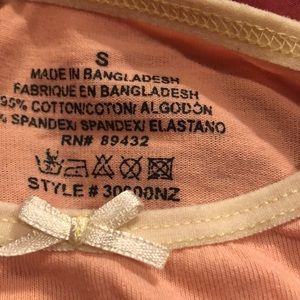 S
MADE IN BANGLADESH
FABRIQUE EN BANGLADESH
95% COTTON/COTON/ ALGODÓN
% SPANDEX/ SPANDEX/ ELASTANO
RN# 89432
STYLE # 30000NZ